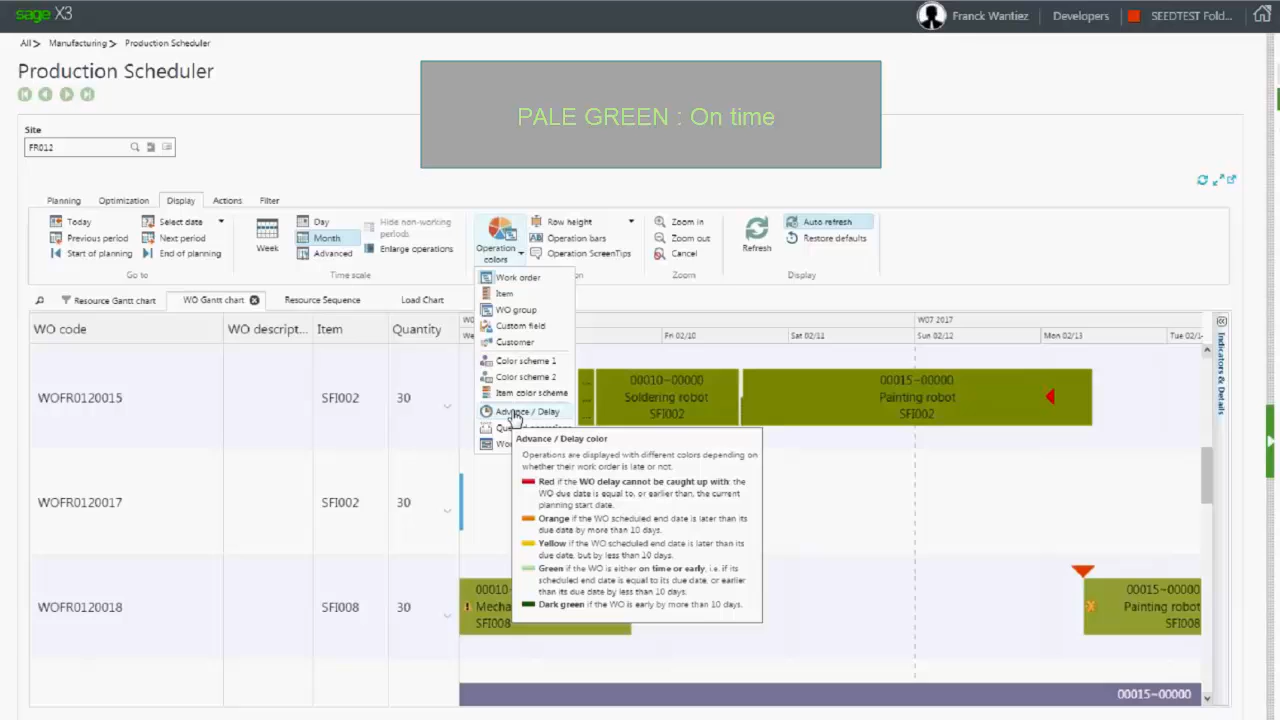 sage X3
Franck Wantiez
Developers
SEEDTEST Fold...
All > Manufacturing > Production Scheduler
Production Scheduler
PALE GREEN : On time
Site
FR012
Planning
Optimization
Display
Actions
Filter
Today
Previous period
Start of planning
Select date
Next period
End of planning
Go to
Week
Day
Month
Advanced
Hide non-working
periods
Enlarge operations
Time scale
Operation
colors
Row height
Operation bars
Operation ScreenTips
Zoom in
Zoom out
Cancel
Zoom
Refresh
Auto refresh
Restore defaults
Display
Resource Gantt chart
WO Gantt chart
Resource Sequence
Load Chart
Work order
Item
WO group
Custom field
Customer
Color scheme 1
Color scheme 2
Item color scheme
Advance / Delay
WO code
WO descript...
Item
Quantity
W07 2017
Fri 02/10
Sat 02/11
Sun 02/12
Mon 02/13
Tue 02/1
Indicators & Details
WOFR0120015
SFI002
30
00010-00000
Soldering robot
SFI002
00015-00000
Painting robot
SFI002
Advance / Delay color
Operations are displayed with different colors depending on
whether their work order is late or not.
Red if the WO delay cannot be caught up with: the
WO due date is equal to, or earlier than, the current
planning start date.
Orange if the WO scheduled end date is later than its
due date by more than 10 days.
Yellow if the WO scheduled end date is later than its
due date, but by less than 10 days.
Green if the WO is either on time or early, i.e. if its
scheduled end date is equal to its due date, or earlier
than its due date by less than 10 days.
Dark green if the WO is early by more than 10 days.
WOFR0120017
SFI002
30
WOFR0120018
SFI008
30
00010-
Mecha
SFI008
00015-00000
Painting robot
SFI008
00015-00000